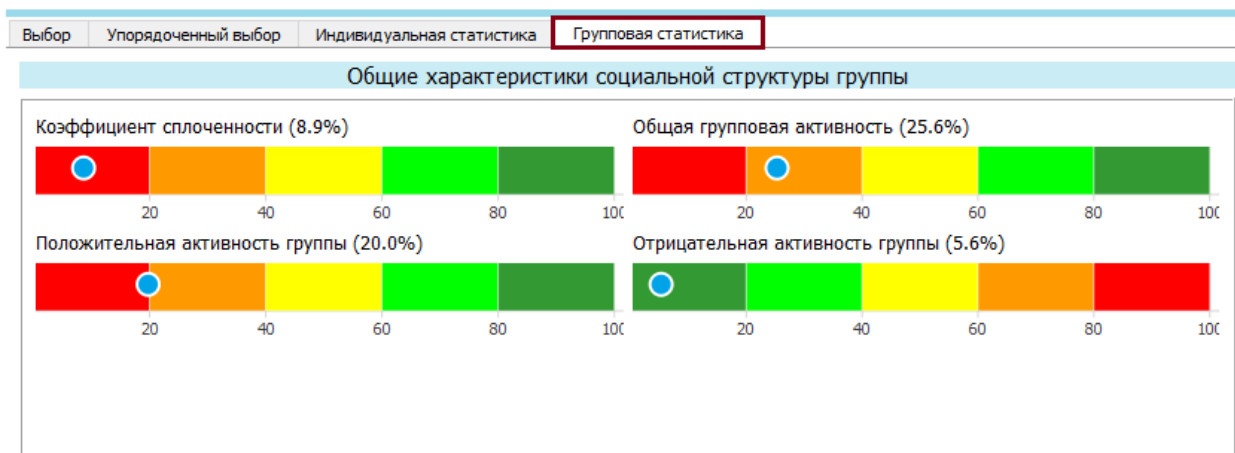 Выбор Упорядоченный выбор Индивидуальная статистика Групповая статистика
Общие характеристики социальной структуры группы
Коэффициент сплоченности (8.9%) Общая групповая активность (25.6%)
20 40 60 80 100 20 40 60 80 100
Положительная активность группы (20.0%) Отрицательная активность группы (5.6%)
20 40 60 80 100 20 40 60 80 100